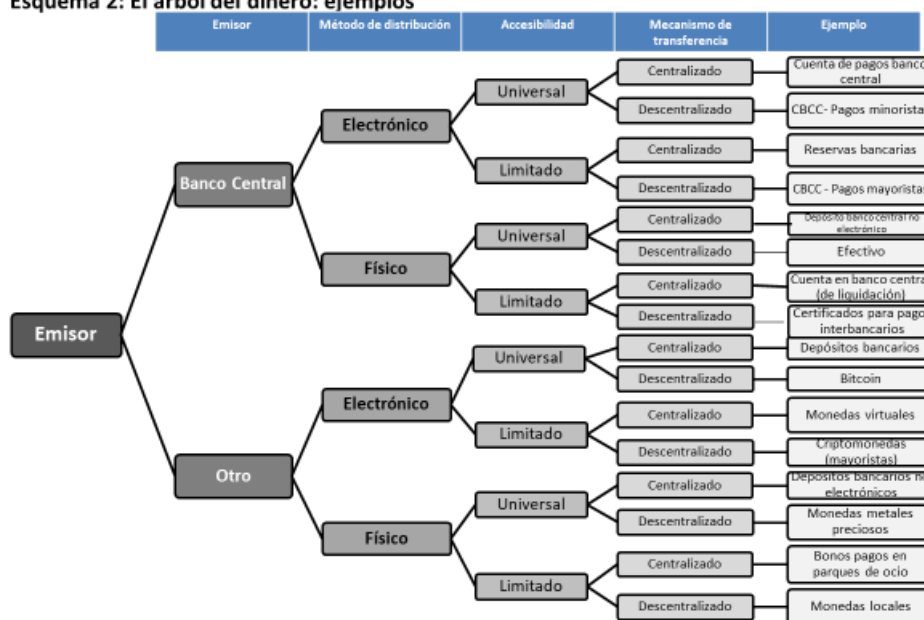 Esquema 2: El árbol del dinero: ejemplos
Emisor
Método de distribución
Accesibilidad
Mecanismo de
transferencia
Ejemplo
Emisor
Banco Central
Electrónico
Universal
Centralizado
Cuenta de pagos banco
central
Descentralizado
CBCC- Pagos minorista
Limitado
Centralizado
Reservas bancarias
Descentralizado
CBCC - Pagos mayoristas
Físico
Universal
Centralizado
Depósito banco central no
electrónico
Descentralizado
Efectivo
Limitado
Centralizado
Cuenta en banco centra
(de liquidación)
Descentralizado
Certificados para pago
interbancarios
Otro
Electrónico
Universal
Centralizado
Depósitos bancarios
Descentralizado
Bitcoin
Limitado
Centralizado
Monedas virtuales
Descentralizado
Criptomonedas
(mayoristas)
Físico
Universal
Centralizado
Depósitos bancarios no
electrónicos
Descentralizado
Monedas metales
preciosos
Limitado
Centralizado
Bonos pagos en
parques de ocio
Descentralizado
Monedas locales